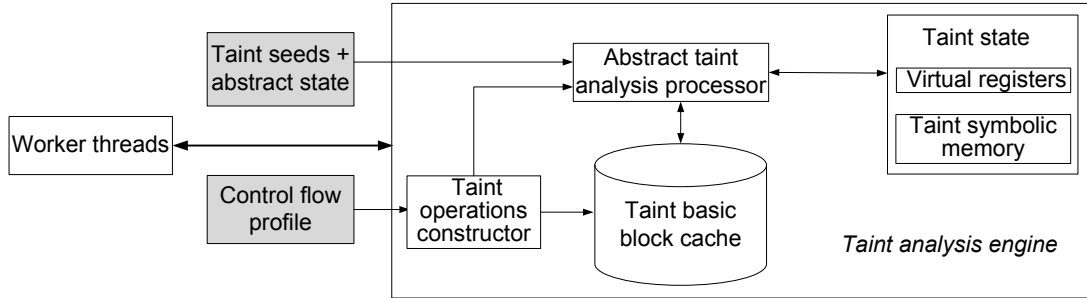 Taint seeds +
abstract state
Abstract taint
analysis processor
Taint state
Virtual registers
Taint symbolic
memory
Worker threads
Control flow
profile
Taint
operations
constructor
Taint basic
block cache
Taint analysis engine